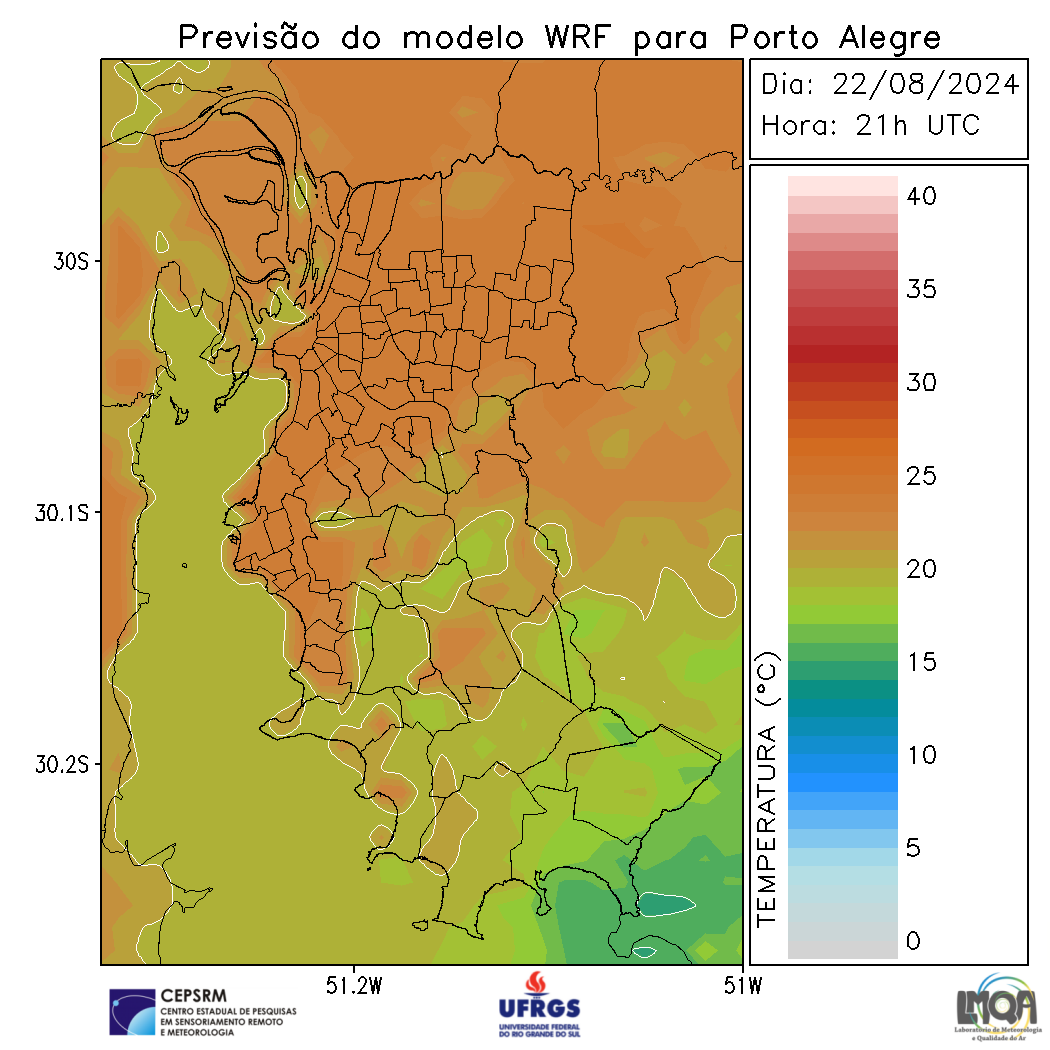 Previsão do modelo WRF para Porto Alegre
Dia: 22/08/2024
Hora: 21h UTC
40
35
30
25
20
15
10
5
0
TEMPERATURA (°C)
30S
30.1S
30.2S
51.2W
51W
CEPSRM
CENTRO ESTADUAL DE PESQUISAS
EM SENSORIAMENTO REMOTO
E METEOROLOGIA
UFRGS
UNIVERSIDADE FEDERAL
DO RIO GRANDE DO SUL
LMQA
Laboratório de Meteorologia
e Qualidade do Ar